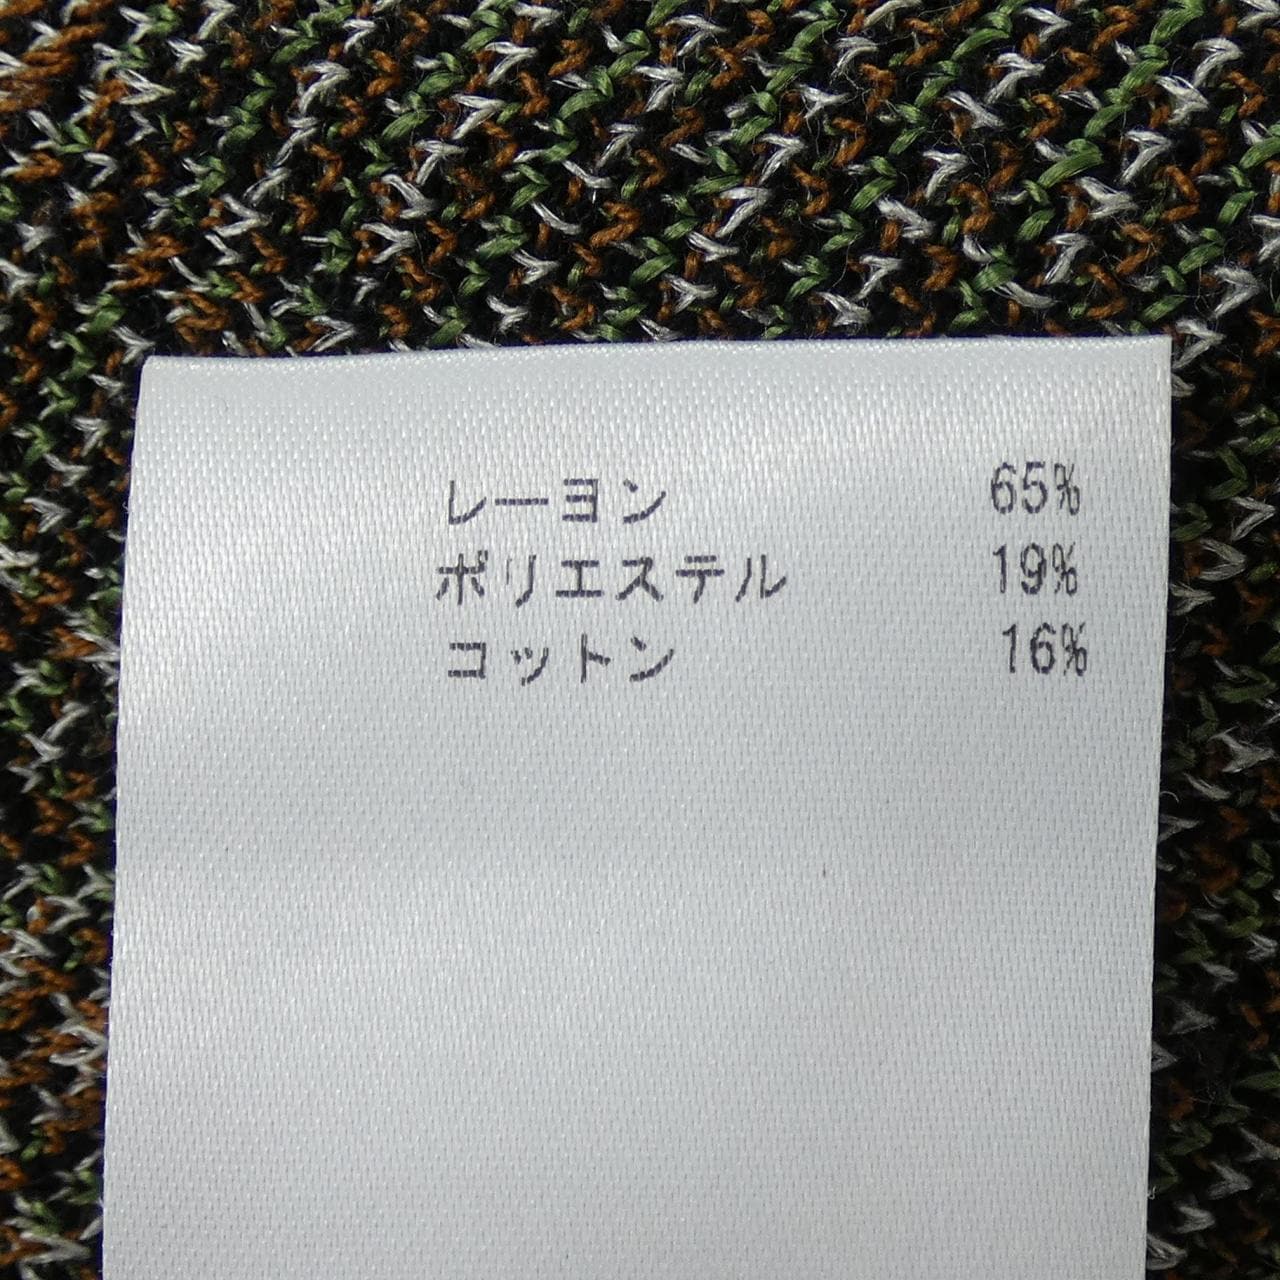 レーヨン 65%
ポリエステル 19%
コットン 16%